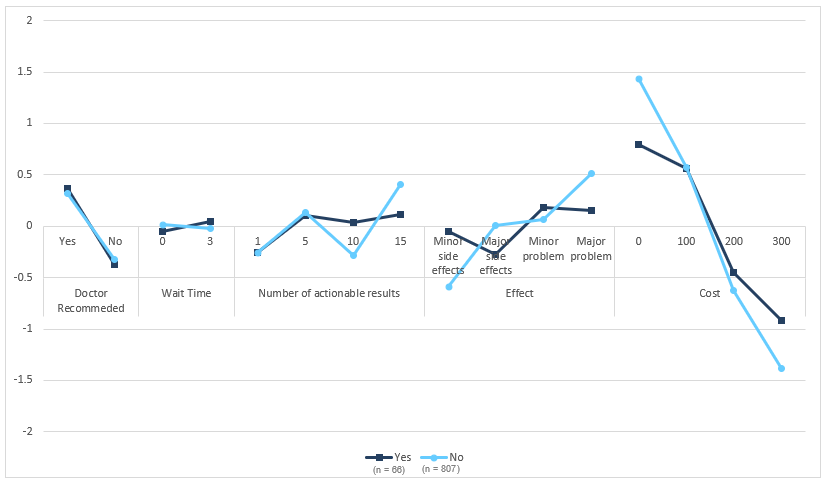 2
1.5
1
0.5
0
-0.5
-1
-1.5
-2
Yes No 0 3 1 5 10 15 Minor side effects Major side effects Minor problem Major problem 0 100 200 300
Doctor Recommeded
Wait Time
Number of actionable results
Effect
Cost
Yes No
(n = 66) (n = 807)